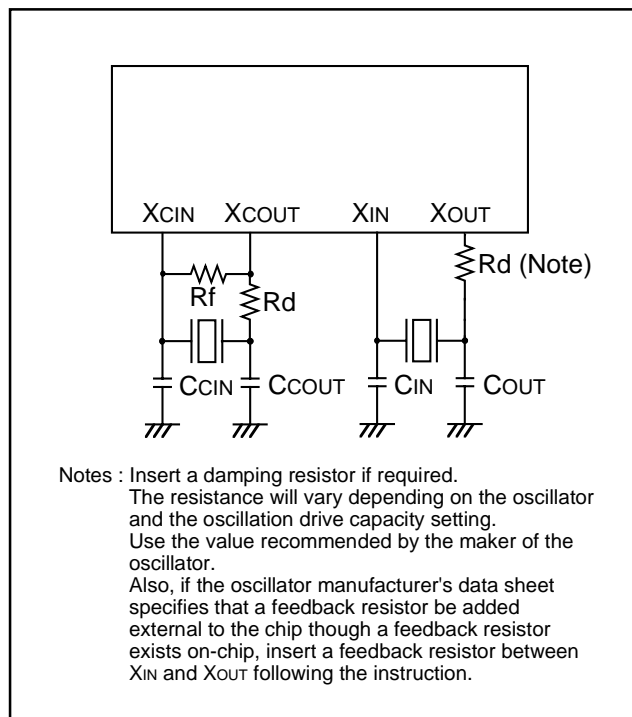 XCIN XCOUT XIN XOUT
Rd (Note)
Rf Rd
CCIN CCOUT CIN COUT
Notes : Insert a damping resistor if required.
The resistance will vary depending on the oscillator
and the oscillation drive capacity setting.
Use the value recommended by the maker of the
oscillator.
Also, if the oscillator manufacturer's data sheet
specifies that a feedback resistor be added
external to the chip though a feedback resistor
exists on-chip, insert a feedback resistor between
XIN and XOUT following the instruction.